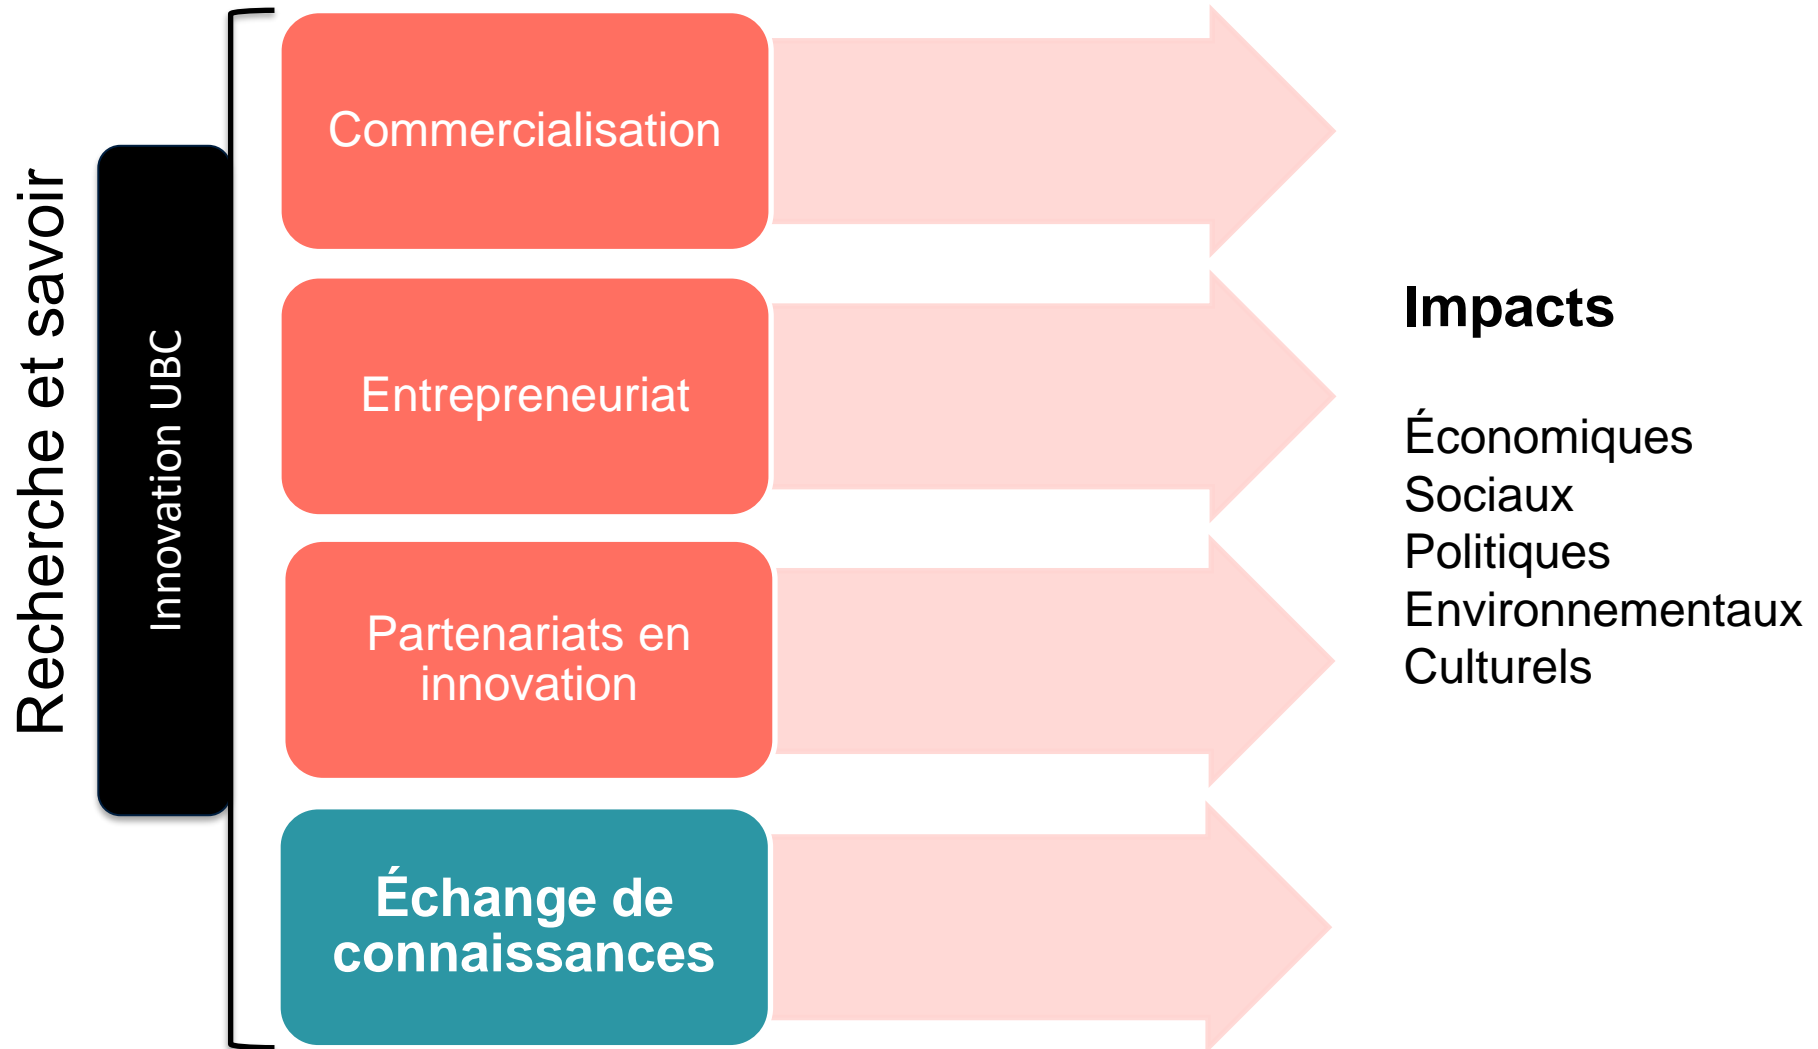 Recherche et savoir
Innovation UBC
Commercialisation
Entrepreneuriat
Partenariats en
innovation
Échange de
connaissances
Impacts
Économiques
Sociaux
Politiques
Environnementaux
Culturels